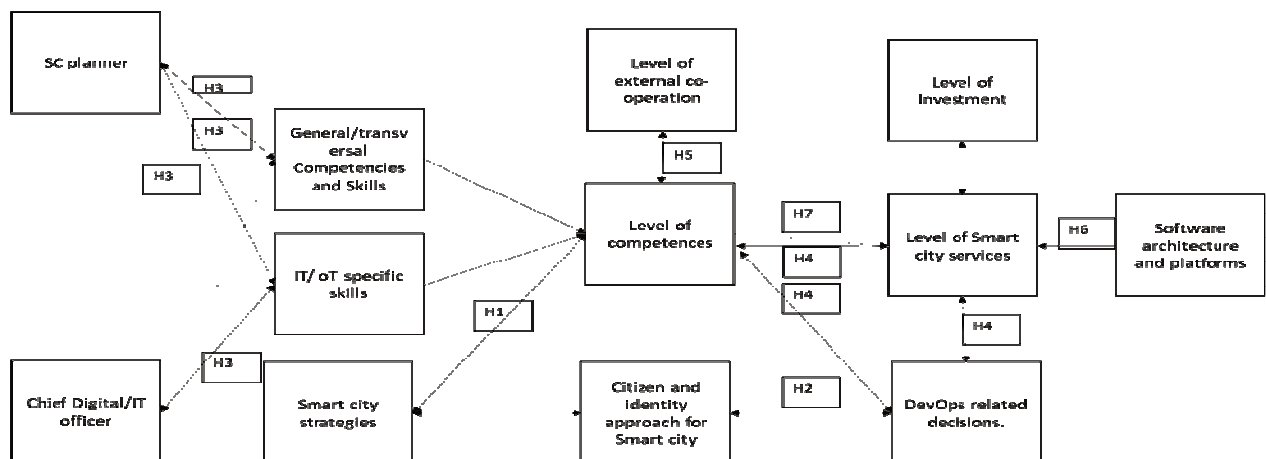 SC planner
H3
H3
H3
General/transv
ersal
Competencies
and Skills
IT/ oT specific
skills
H3
Chief Digital/IT
officer
Smart city
strategies
H1
Level of
external co-
operation
H5
Level of
competences
Citizen and
identity
approach for
Smart city
H7
H4
H4
H2
Level of
Investment
Level of Smart
city services
H4
DevOps related
decisions.
H6
Software
architecture
and platforms